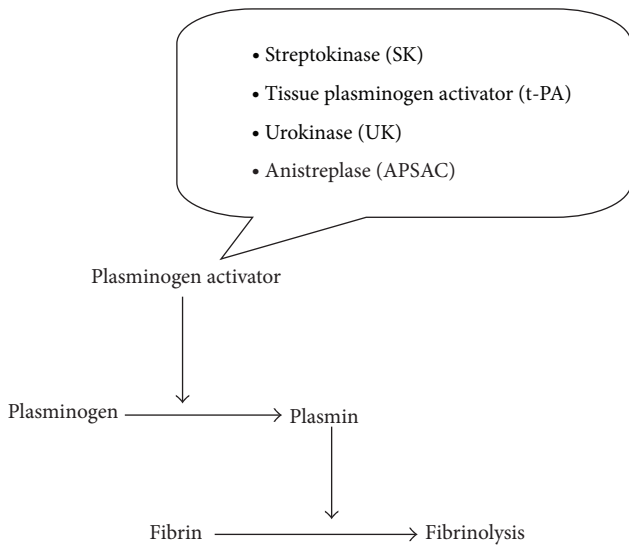 • Streptokinase (SK)
• Tissue plasminogen activator (t-PA)
• Urokinase (UK)
• Anistreplase (APSAC)
Plasminogen activator
Plasminogen Plasmin
Fibrin Fibrinolysis